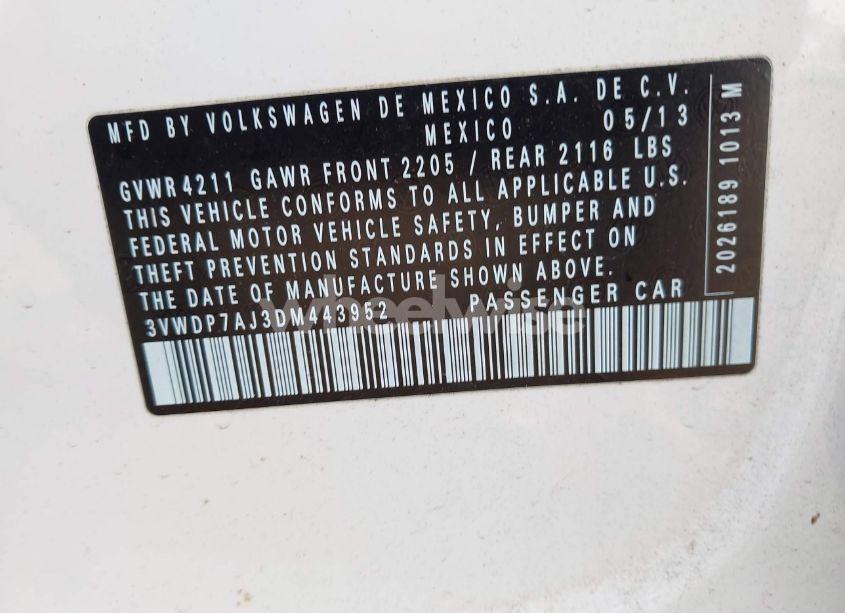 MFD BY VOLKSWAGEN DE MEXICO S.A. DE C.V.
MEXICO 05/13
GVWR 4211 GAWR FRONT 2205 / REAR 2116 LBS
THIS VEHICLE CONFORMS TO ALL APPLICABLE U.S.
FEDERAL MOTOR VEHICLE SAFETY, BUMPER AND
THEFT PREVENTION STANDARDS IN EFFECT ON
THE DATE OF MANUFACTURE SHOWN ABOVE.
3VWDP7AJ3DM443952 PASSENGER CAR
2026189 1013 M
wheelwise